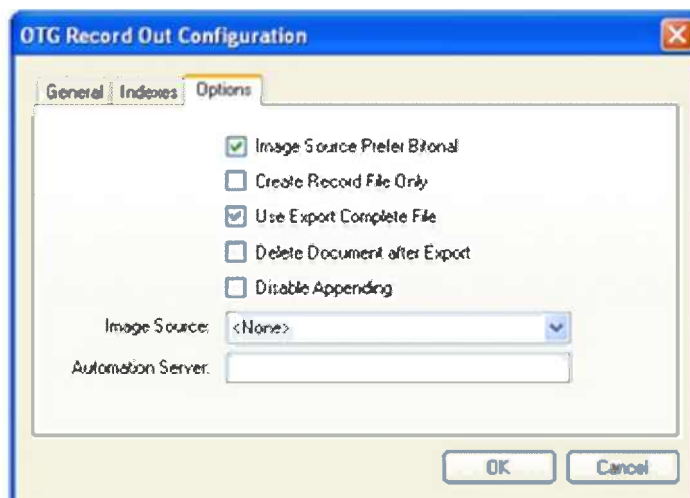 OTG Record Out Configuration
General Indexes Options
Image Source Prefer Bitonal
Create Record File Only
Use Export Complete File
Delete Document after Export
Disable Appending
Image Source: <None>
Automation Server:
OK Cancel